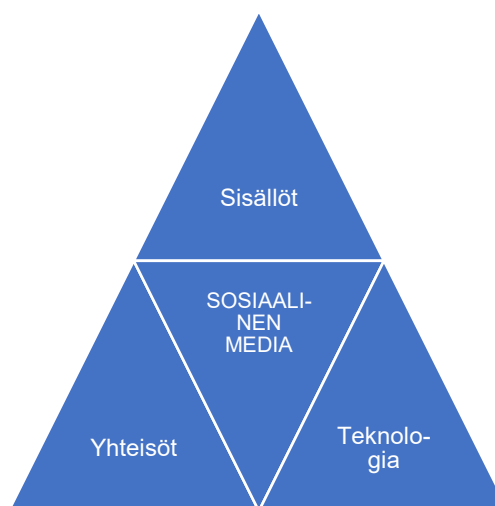 Sisällöt
SOSIAALI-
NEN
MEDIA
Yhteisöt
Teknolo-
gia